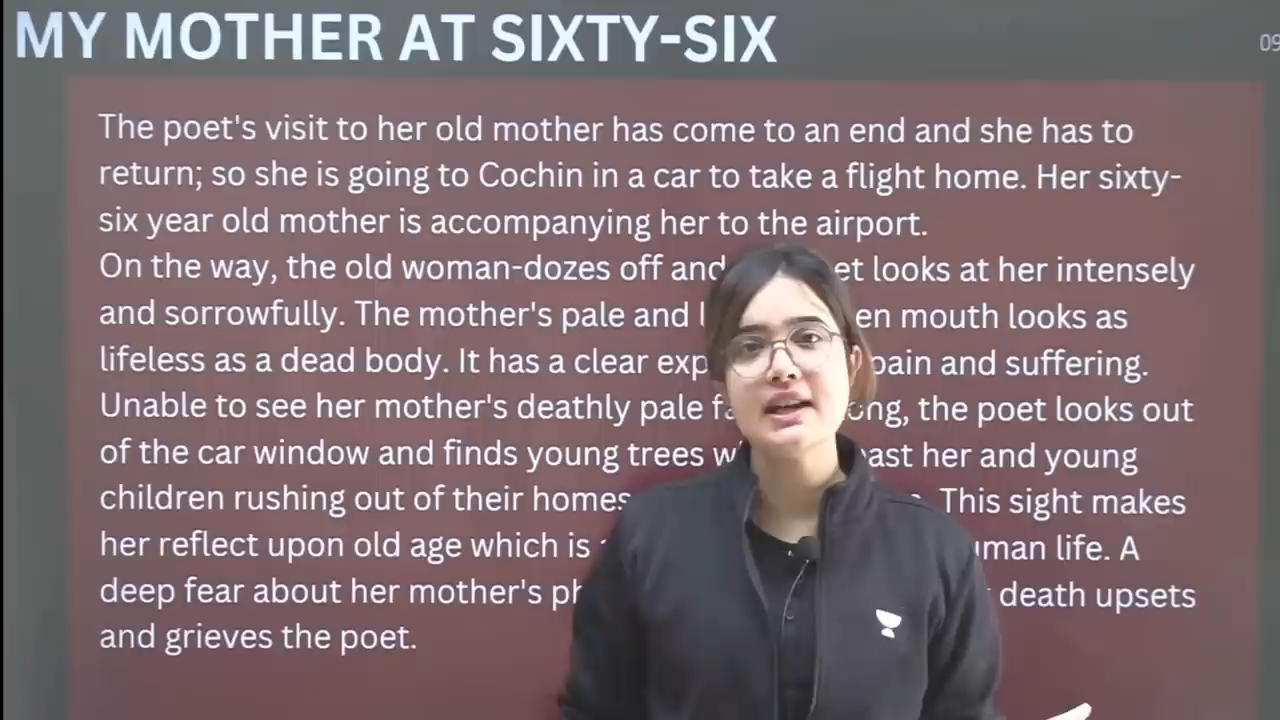 MY MOTHER AT SIXTY-SIX
09
The poet's visit to her old mother has come to an end and she has to
return; so she is going to Cochin in a car to take a flight home. Her sixty-
six year old mother is accompanying her to the airport.
On the way, the old woman-dozes off and looks at her intensely
and sorrowfully. The mother's pale and mouth looks as
lifeless as a dead body. It has a clear pain and suffering.
Unable to see her mother's deathly pale the poet looks out
of the car window and finds young trees her and young
children rushing out of their homes This sight makes
her reflect upon old age which is life. A
deep fear about her mother's death upsets
and grieves the poet.